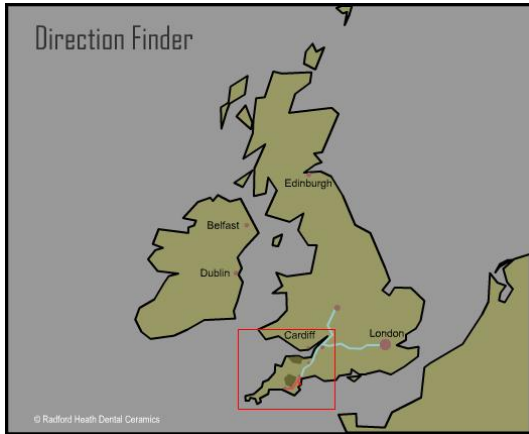 Direction Finder
Edinburgh
Belfast
Dublin
Cardiff
London
© Radford Heath Dental Ceramics